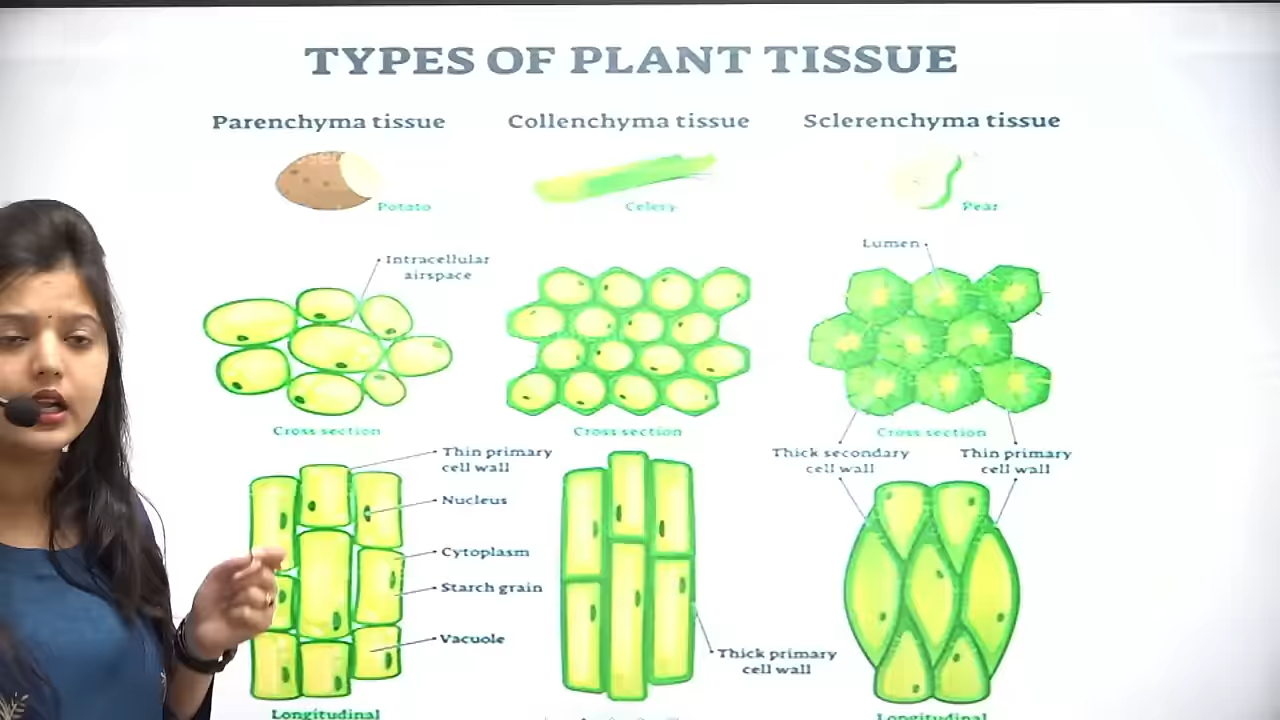 TYPES OF PLANT TISSUE
Parenchyma tissue
Collenchyma tissue
Sclerenchyma tissue
Potato
Celery
Pear
Intracellular
airspace
Lumen
Cross section
Cross section
Cross section
Thin primary
cell wall
Nucleus
Cytoplasm
Starch grain
Vacuole
Thick primary
cell wall
Thick secondary
cell wall
Thin primary
cell wall
Longitudinal
Longitudinal